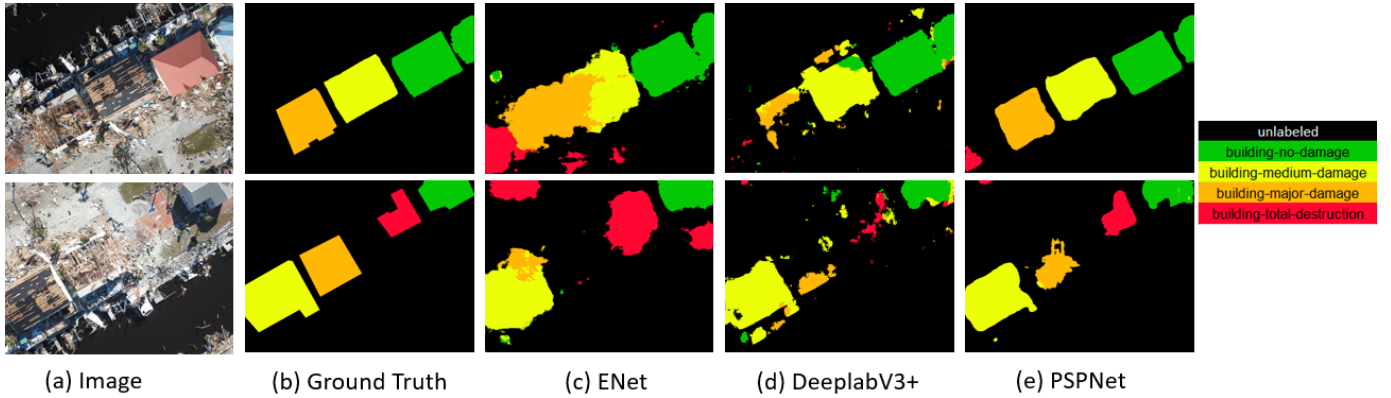 unlabeled
building-no-damage
building-medium-damage
building-major-damage
building-total-destruction
(a) Image
(b) Ground Truth
(c) ENet
(d) DeeplabV3+
(e) PSPNet